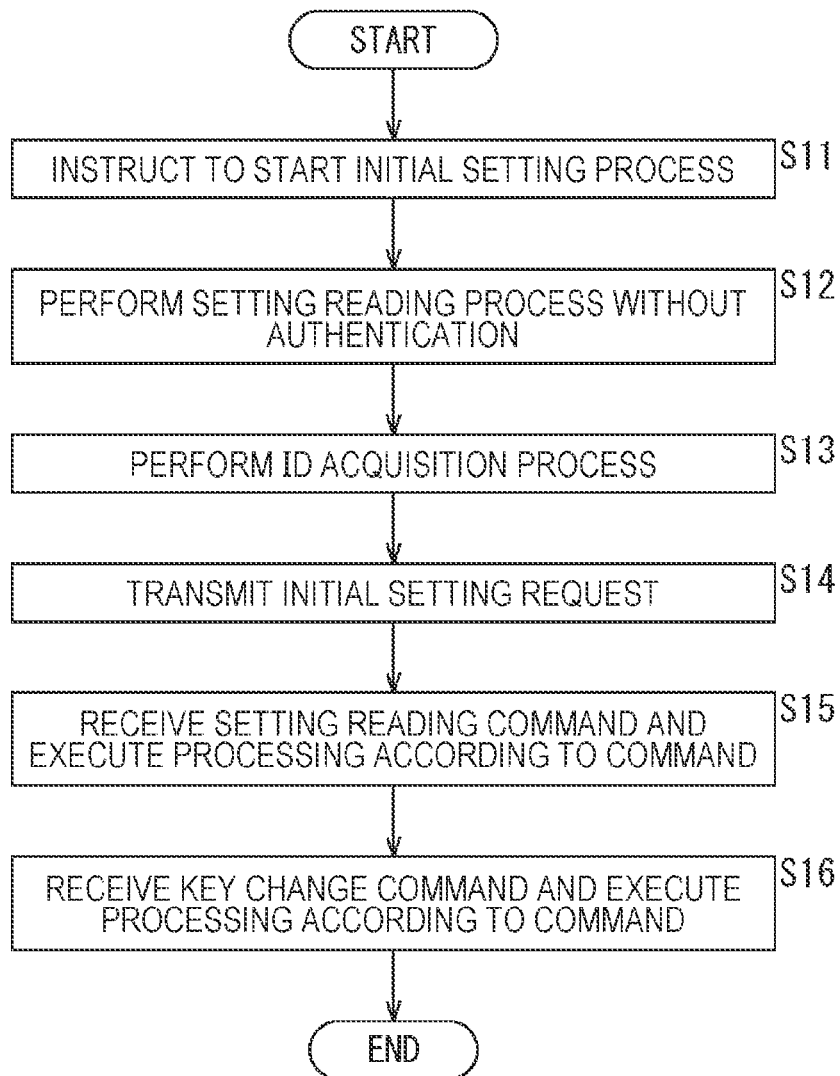 START
INSTRUCT TO START INITIAL SETTING PROCESS
S11
PERFORM SETTING READING PROCESS WITHOUT
AUTHENTICATION
S12
PERFORM ID ACQUISITION PROCESS
S13
TRANSMIT INITIAL SETTING REQUEST
S14
RECEIVE SETTING READING COMMAND AND
EXECUTE PROCESSING ACCORDING TO COMMAND
S15
RECEIVE KEY CHANGE COMMAND AND EXECUTE
PROCESSING ACCORDING TO COMMAND
S16
END